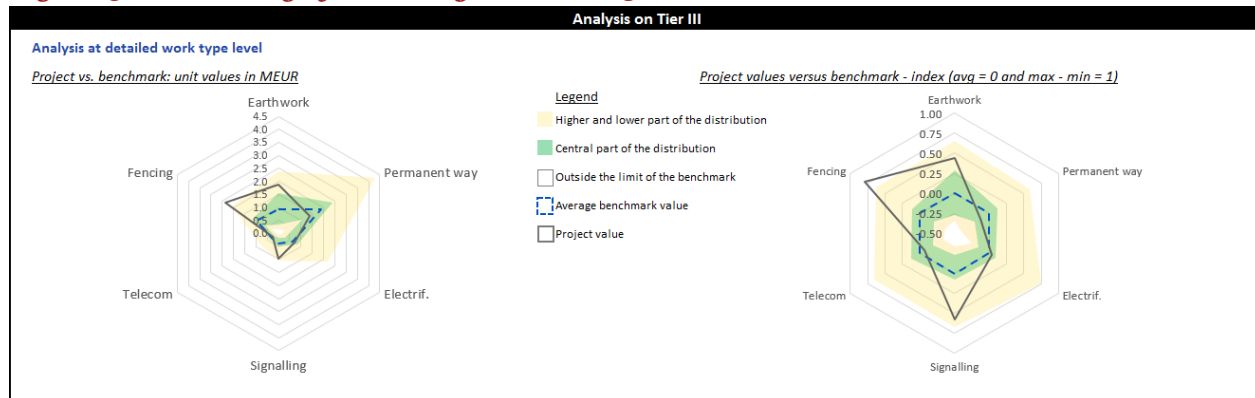 Analysis on Tier III
Analysis at detailed work type level
Project vs. benchmark: unit values in MEUR
Earthwork
4.5
4.0
3.5
3.0
2.5
2.0
1.5
1.0
0.5
0.0
Fencing
Permanent way
Telecom
Electrif.
Signalling
Legend
Higher and lower part of the distribution
Central part of the distribution
Outside the limit of the benchmark
Average benchmark value
Project value
Project values versus benchmark - index (avg = 0 and max - min = 1)
Earthwork
1.00
0.75
0.50
0.25
0.00
-0.25
-0.50
Fencing
Permanent way
Telecom
Electrif.
Signalling